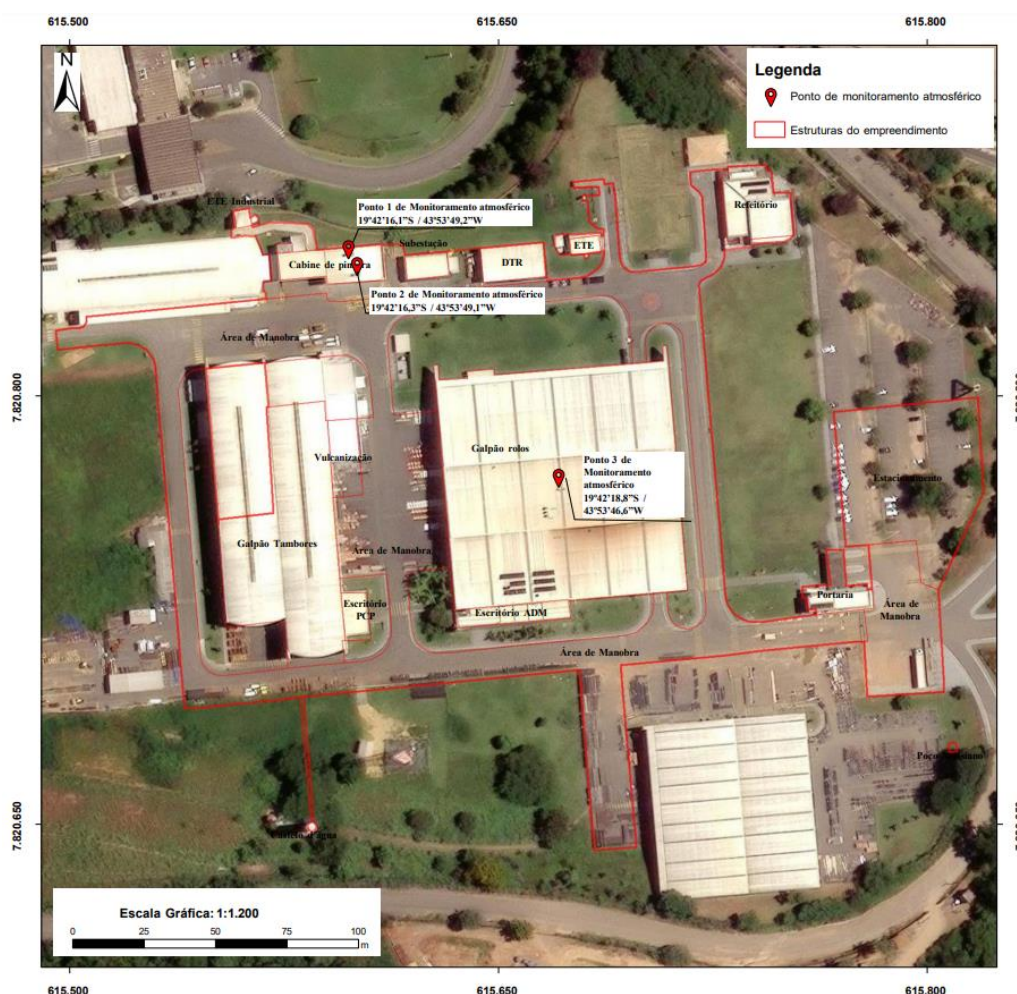 615.500
615.650
615.800
N
Legenda
Ponto de monitoramento atmosférico
Estruturas do empreendimento
ETE Industrial
Ponto 1 de Monitoramento atmosférico
19°42'16,1”S / 43°53'49,2”W
Refeitório
Subestação
ETE
Cabine de pintura
DTR
Ponto 2 de Monitoramento atmosférico
19°42'16,3”S / 43°53'49,1”W
Área de Manobra
7.820.800
Galpão rolos
Vulcanização
Ponto 3 de
Monitoramento
atmosférico
19°42'18,8”S /
43°53'46,6”W
Estacionamento
Galpão Tambores
Área de Manobra
Escritório
PCP
Escritório ADM
Portaria
Área de
Manobra
Área de Manobra
Castelo d'água
7.820.650
Escala Gráfica: 1:1.200
0 25 50 75 100
m
615.500
615.650
615.800